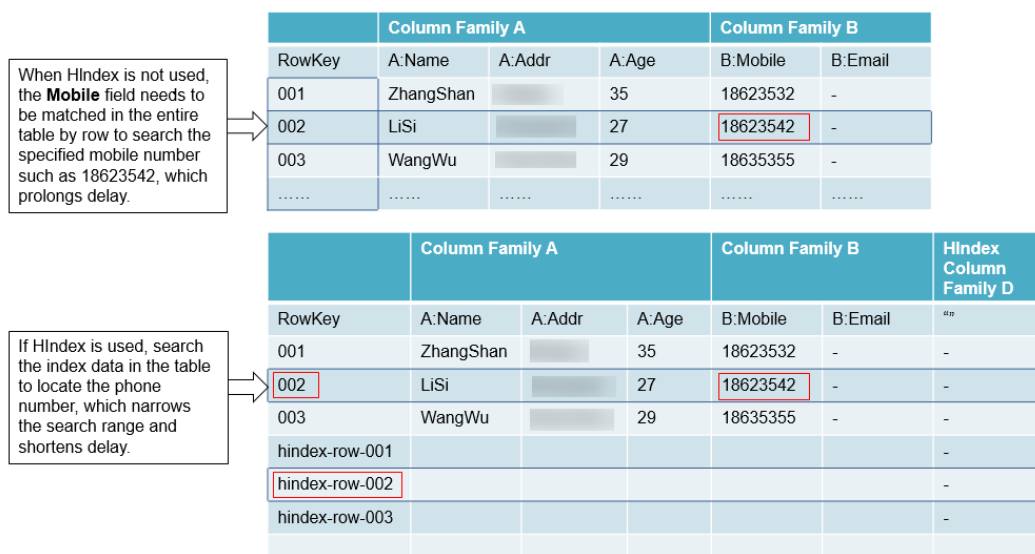 Column Family A Column Family B
RowKey A:Name A:Addr A:Age B:Mobile B:Email
When HIndex is not used,
the Mobile field needs to
be matched in the entire
table by row to search the
specified mobile number
such as 18623542, which
prolongs delay.
001 ZhangShan 35 18623532 -
002 LiSi 27 18623542 -
003 WangWu 29 18635355 -
…… …… …… …… …… ……
Column Family A Column Family B HIndex
Column
Family D
RowKey A:Name A:Addr A:Age B:Mobile B:Email “”
If HIndex is used, search
the index data in the table
to locate the phone
number, which narrows
the search range and
shortens delay.
001 ZhangShan 35 18623532 - -
002 LiSi 27 18623542 - -
003 WangWu 29 18635355 - -
hindex-row-001 -
hindex-row-002 -
hindex-row-003 -